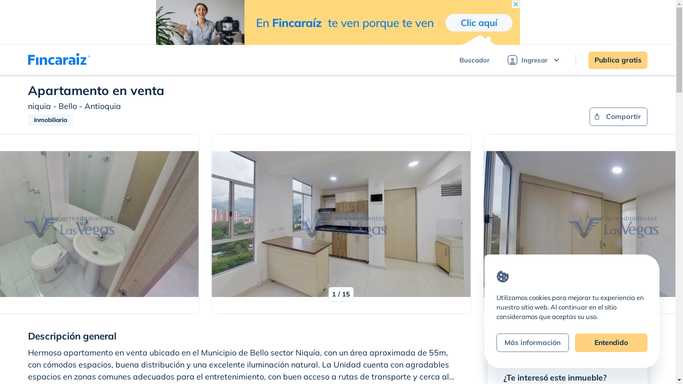 En Fincaraíz te ven porque te ven
Clic aquí
Fincaraíz
Buscador
Ingresar
Publica gratis
Apartamento en venta
niquia - Bello - Antioquia
Inmobiliaria
Compartir
Las Vegas
Arrendamientos
Las Vegas
Arrendamientos
Las Vegas
1 / 15
Utilizamos cookies para mejorar tu experiencia en
nuestro sitio web. Al continuar en el sitio
consideramos que aceptas su uso.
Más información
Entendido
Descripción general
Hermoso apartamento en venta ubicado en el Municipio de Bello sector Niquía, con un área aproximada de 55m,
con cómodos espacios, buena distribución y una excelente iluminación natural. La Unidad cuenta con agradables
espacios en zonas comunes adecuados para el entretenimiento, con buen acceso a rutas de transporte y cerca al...
¿Te interesó este inmueble?